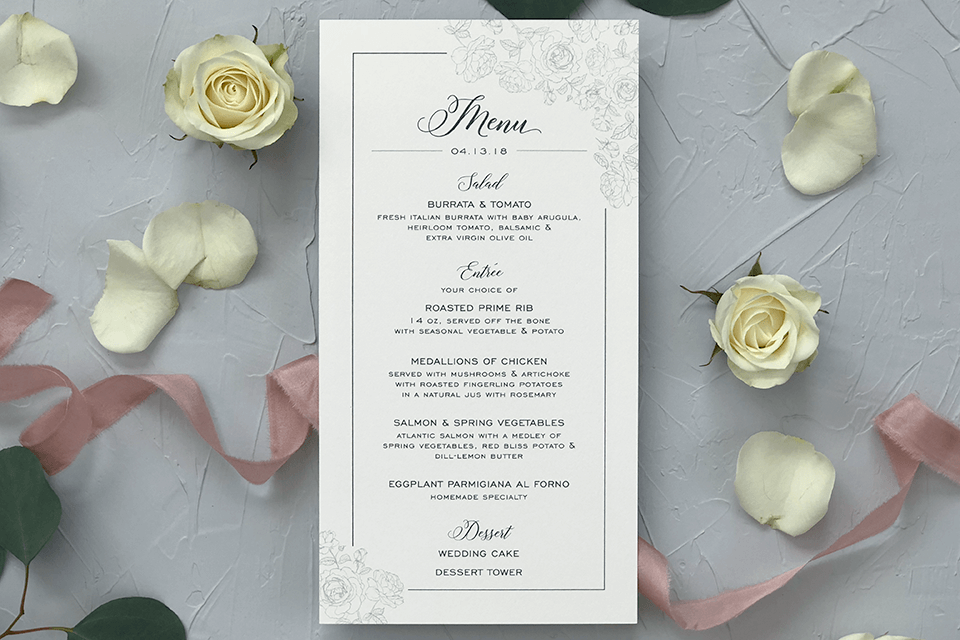 Menu
04.13.18
Salad
BURRATA & TOMATO
FRESH ITALIAN BURRATA WITH BABY ARUGULA,
HEIRLOOM TOMATO, BALSAMIC &
EXTRA VIRGIN OLIVE OIL
Entrée
YOUR CHOICE OF
ROASTED PRIME RIB
14 OZ, SERVED OFF THE BONE
WITH SEASONAL VEGETABLE & POTATO
MEDALLIONS OF CHICKEN
SERVED WITH MUSHROOMS & ARTICHOKE
WITH ROASTED FINGERLING POTATOES
IN A NATURAL JUS WITH ROSEMARY
SALMON & SPRING VEGETABLES
ATLANTIC SALMON WITH A MEDLEY OF
SPRING VEGETABLES, RED BLISS POTATO &
DILL-LEMON BUTTER
EGGPLANT PARMIGIANA AL FORNO
HOMEMADE SPECIALTY
Dessert
WEDDING CAKE
DESSERT TOWER